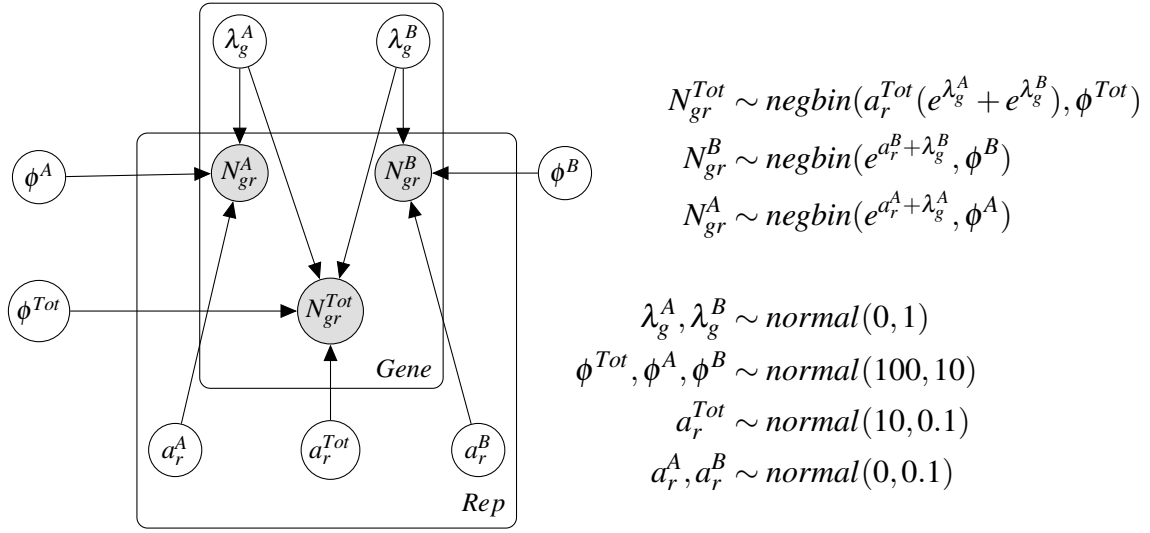 λ_g^A
λ_g^B
N_gr^A
N_gr^B
ϕ^A
ϕ^B
ϕ^Tot
N_gr^Tot
Gene
a_r^A
a_r^Tot
a_r^B
Rep
N_gr^Tot ∼ negbin(a_r^Tot(e^{λ_g^A} + e^{λ_g^B}), ϕ^Tot)
N_gr^B ∼ negbin(e^{a_r^B+λ_g^B}, ϕ^B)
N_gr^A ∼ negbin(e^{a_r^A+λ_g^A}, ϕ^A)
λ_g^A, λ_g^B ∼ normal(0, 1)
ϕ^Tot, ϕ^A, ϕ^B ∼ normal(100, 10)
a_r^Tot ∼ normal(10, 0.1)
a_r^A, a_r^B ∼ normal(0, 0.1)